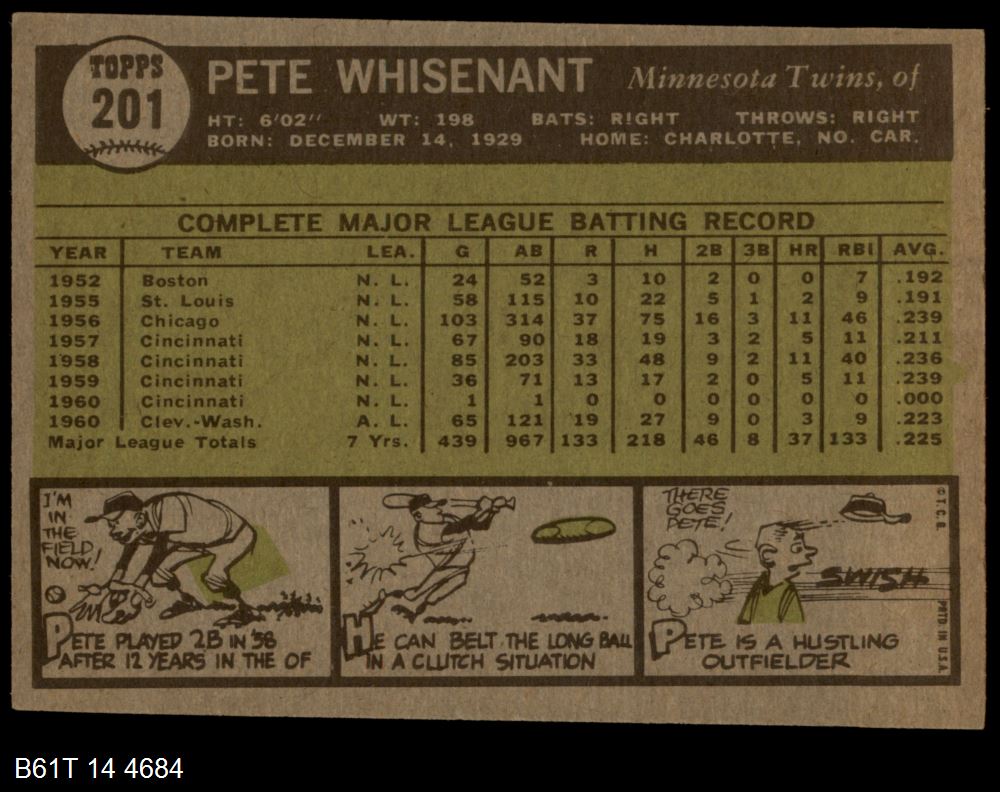 TOPPS
201
PETE WHISENANT Minnesota Twins, of
HT: 6'02" WT: 198 BATS: RIGHT THROWS: RIGHT
BORN: DECEMBER 14, 1929 HOME: CHARLOTTE, NO. CAR.
COMPLETE MAJOR LEAGUE BATTING RECORD
YEAR TEAM LEA. G AB R H 2B 3B HR RBI AVG.
1952 Boston N. L. 24 52 3 10 2 0 0 7 .192
1955 St. Louis N. L. 58 115 10 22 5 1 2 9 .191
1956 Chicago N. L. 103 314 37 75 16 3 11 46 .239
1957 Cincinnati N. L. 67 90 18 19 3 2 5 11 .211
1958 Cincinnati N. L. 85 203 33 48 9 2 11 40 .236
1959 Cincinnati N. L. 36 71 13 17 2 0 5 11 .239
1960 Cincinnati N. L. 1 1 0 0 0 0 0 0 .000
1960 Clev.-Wash. A. L. 65 121 19 27 9 0 3 9 .223
Major League Totals 7 Yrs. 439 967 133 218 46 8 37 133 .225
I'M
IN
THE
FIELD
NOW!
PETE PLAYED 2B IN '58
AFTER 12 YEARS IN THE OF
HE CAN BELT THE LONG BALL
IN A CLUTCH SITUATION
THERE
GOES
PETE!
SWISH
PETE IS A HUSTLING
OUTFIELDER
© T. C. G. PRTD. IN U.S.A.
B61T 14 4684